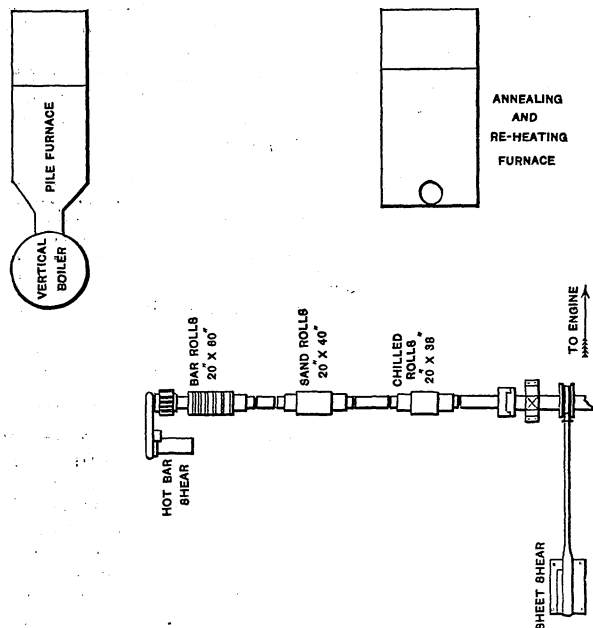 PILE FURNACE
VERTICAL
BOILER
ANNEALING
AND
RE-HEATING
FURNACE
BAR ROLLS
20" X 60"
SAND ROLLS
20" X 40"
CHILLED
ROLLS
20" X 38"
TO ENGINE
HOT BAR
SHEAR
SHEET SHEAR